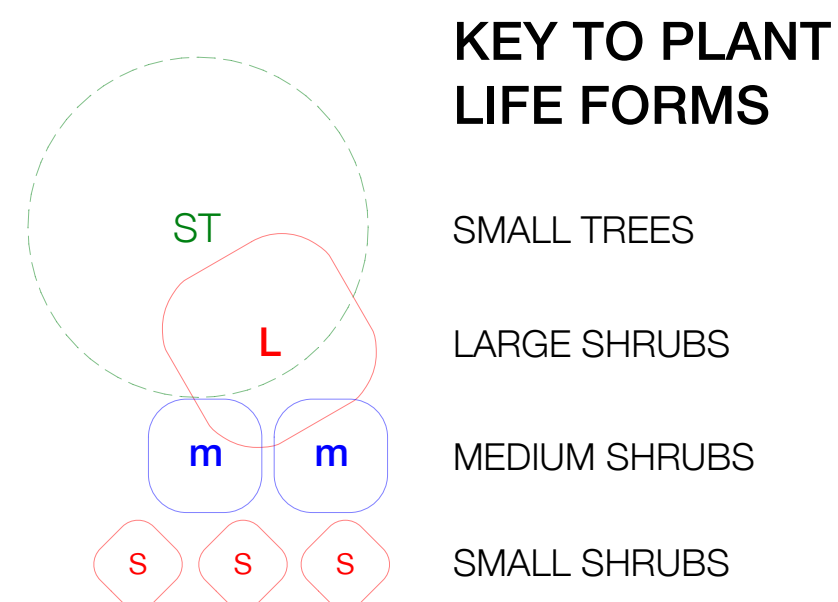 KEY TO PLANT
LIFE FORMS
ST
SMALL TREES
L
LARGE SHRUBS
m
m
MEDIUM SHRUBS
S
S
S
SMALL SHRUBS